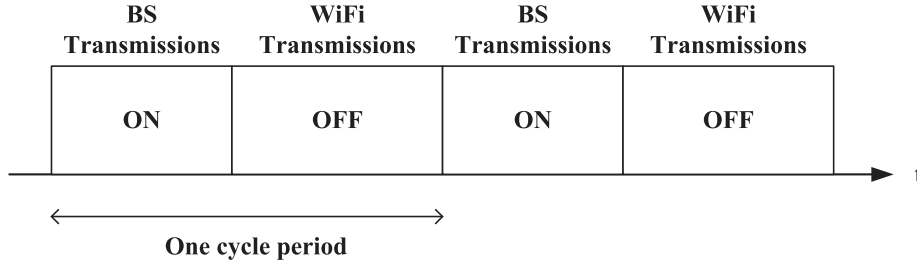 BS
Transmissions
WiFi
Transmissions
BS
Transmissions
WiFi
Transmissions
ON
OFF
ON
OFF
t
One cycle period